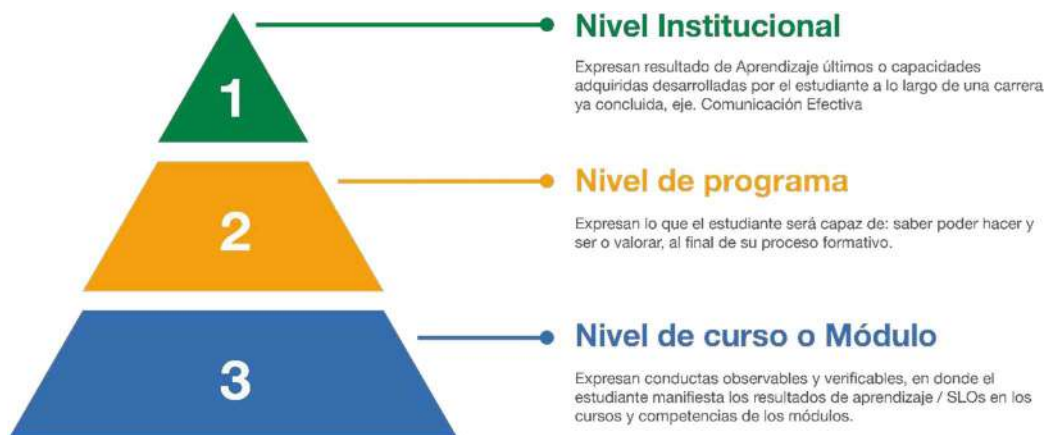 1
Nivel Institucional
Expresan resultado de Aprendizaje últimos o capacidades
adquiridas desarrolladas por el estudiante a lo largo de una carrera
ya concluida, eje. Comunicación Efectiva
2
Nivel de programa
Expresan lo que el estudiante será capaz de: saber poder hacer y
ser o valorar, al final de su proceso formativo.
3
Nivel de curso o Módulo
Expresan conductas observables y verificables, en donde el
estudiante manifiesta los resultados de aprendizaje / SLOs en los
cursos y competencias de los módulos.